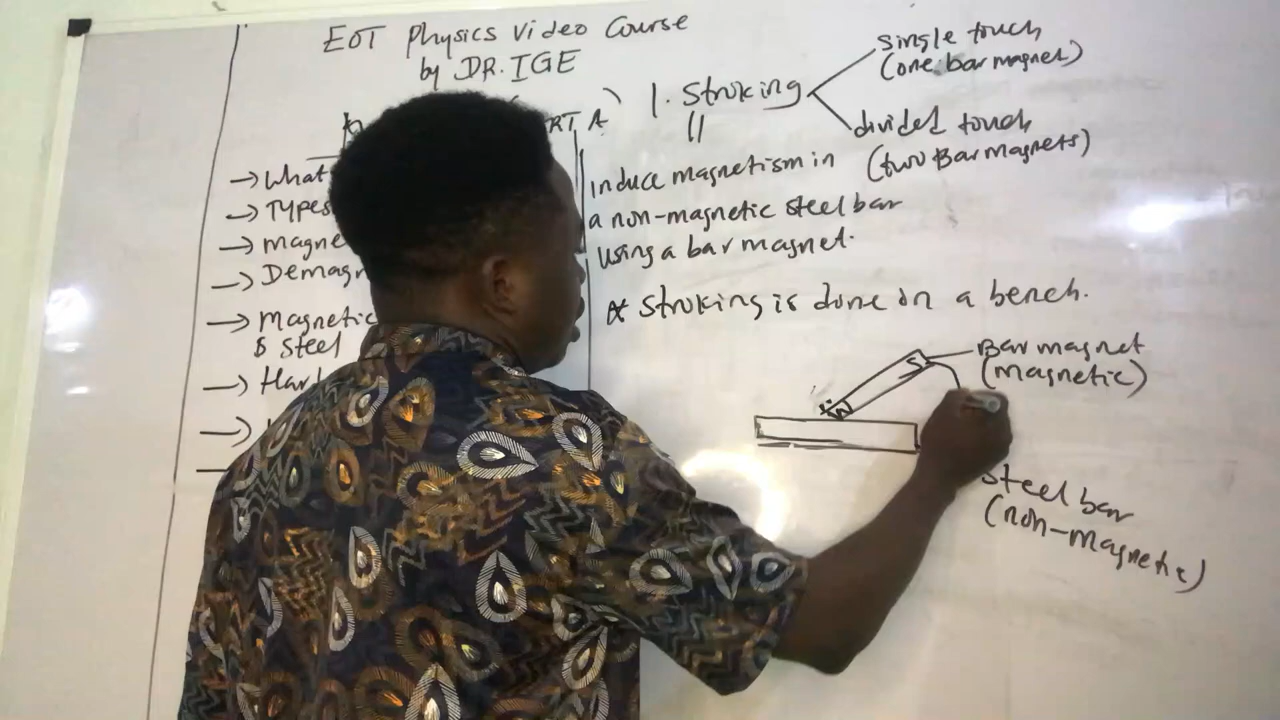 EOT Physics Video Course
by DR. IGE
RT A)
→ What
→ Types
→ magne
→ Demagn
→ Magnetic
& steel
→ Har
→
1. Stroking
single touch
(one bar magnet)
divided touch
(two Bar magnets)
induce magnetism in
a non-magnetic steel bar
using a bar magnet.
* Stroking is done on a bench.
S
N
Bar magnet
(magnetic)
Steel bar
(non-magnetic)